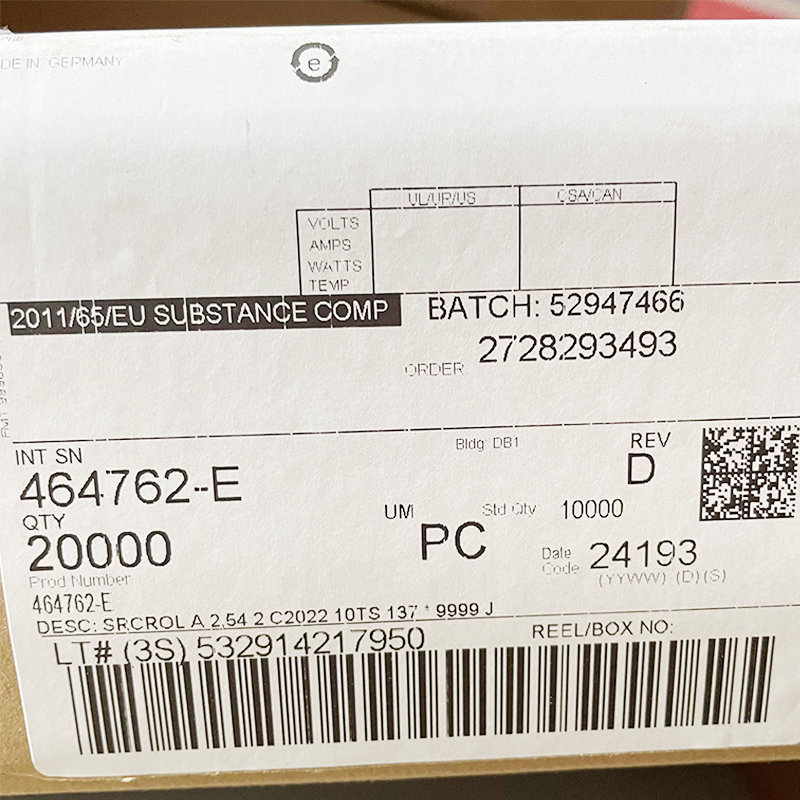 DE IN GERMANY
e
UL/UR/US CSA/CAN
VOLTS
AMPS
WATTS
TEMP
2011/65/EU SUBSTANCE COMP
BATCH: 52947466
ORDER: 2728293493
INT SN
464762-E
Bldg: DB1
REV
D
QTY
20000
UM
PC
Std Qty 10000
Date Code 24193
(YYWW) (D)(S)
Prod Number
464762-E
DESC: SRCROL A 2,54 2 C2022 10TS 137 * 9999 J
LT# (3S) 532914217950
REEL/BOX NO: